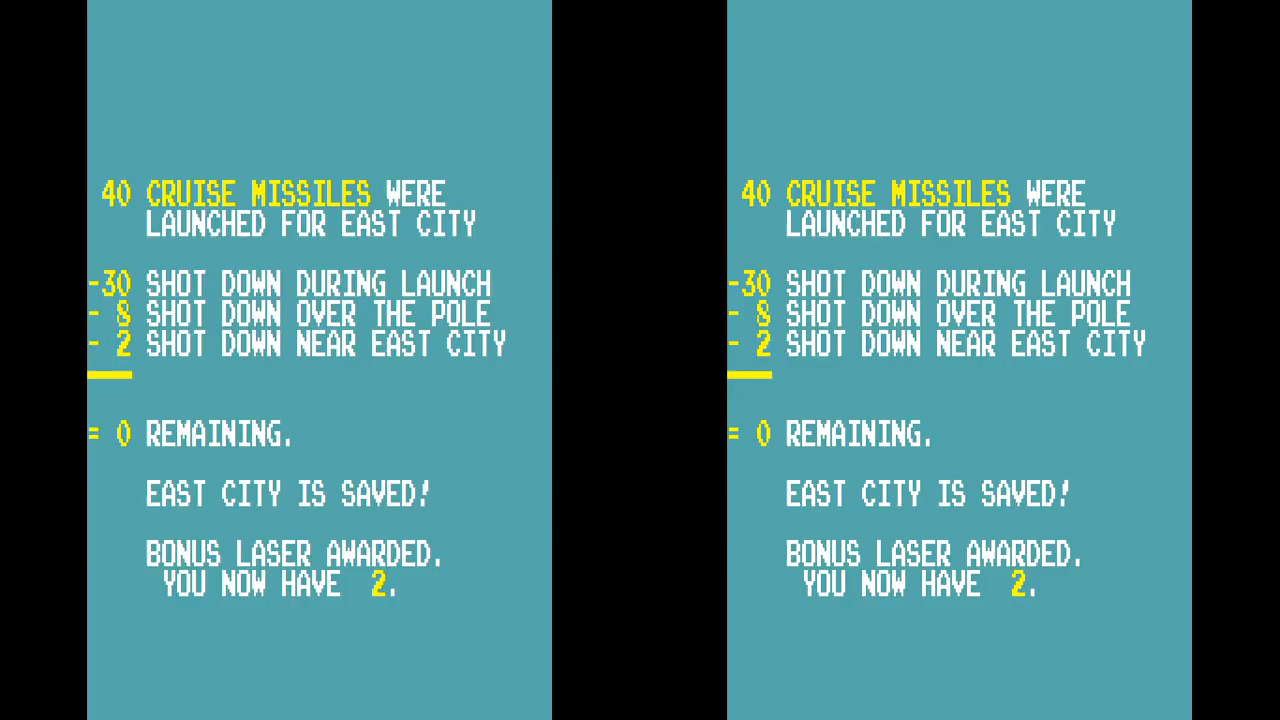 40 CRUISE MISSILES WERE
LAUNCHED FOR EAST CITY
-30 SHOT DOWN DURING LAUNCH
- 8 SHOT DOWN OVER THE POLE
- 2 SHOT DOWN NEAR EAST CITY
= 0 REMAINING.
EAST CITY IS SAVED!
BONUS LASER AWARDED.
YOU NOW HAVE 2.
40 CRUISE MISSILES WERE
LAUNCHED FOR EAST CITY
-30 SHOT DOWN DURING LAUNCH
- 8 SHOT DOWN OVER THE POLE
- 2 SHOT DOWN NEAR EAST CITY
= 0 REMAINING.
EAST CITY IS SAVED!
BONUS LASER AWARDED.
YOU NOW HAVE 2.